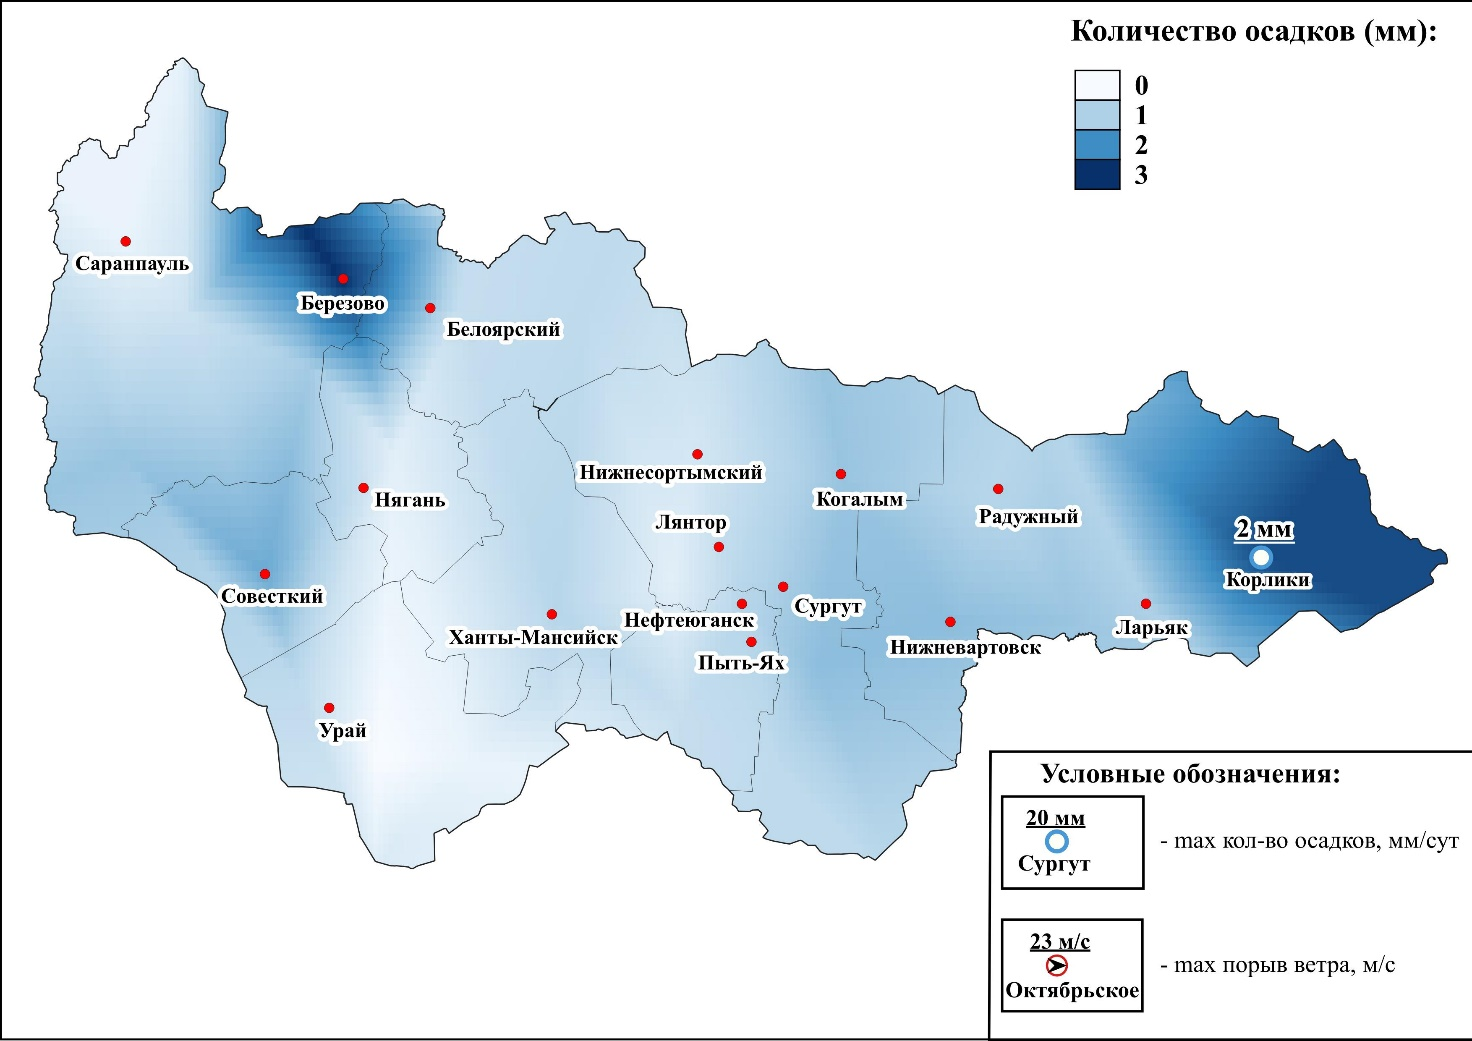 Количество осадков (мм):
0
1
2
3
Саранпауль
Березово
Белоярский
Нижнесортымский
Когалым
Нягань
Радужный
Лянтор
2 мм
Корлики
Совесткий
Сургут
Нефтеюганск
Ларьяк
Ханты-Мансийск
Нижневартовск
Пыть-Ях
Урай
Условные обозначения:
20 мм
Сургут
- max кол-во осадков, мм/сут
23 м/с
Октябрьское
- max порыв ветра, м/с